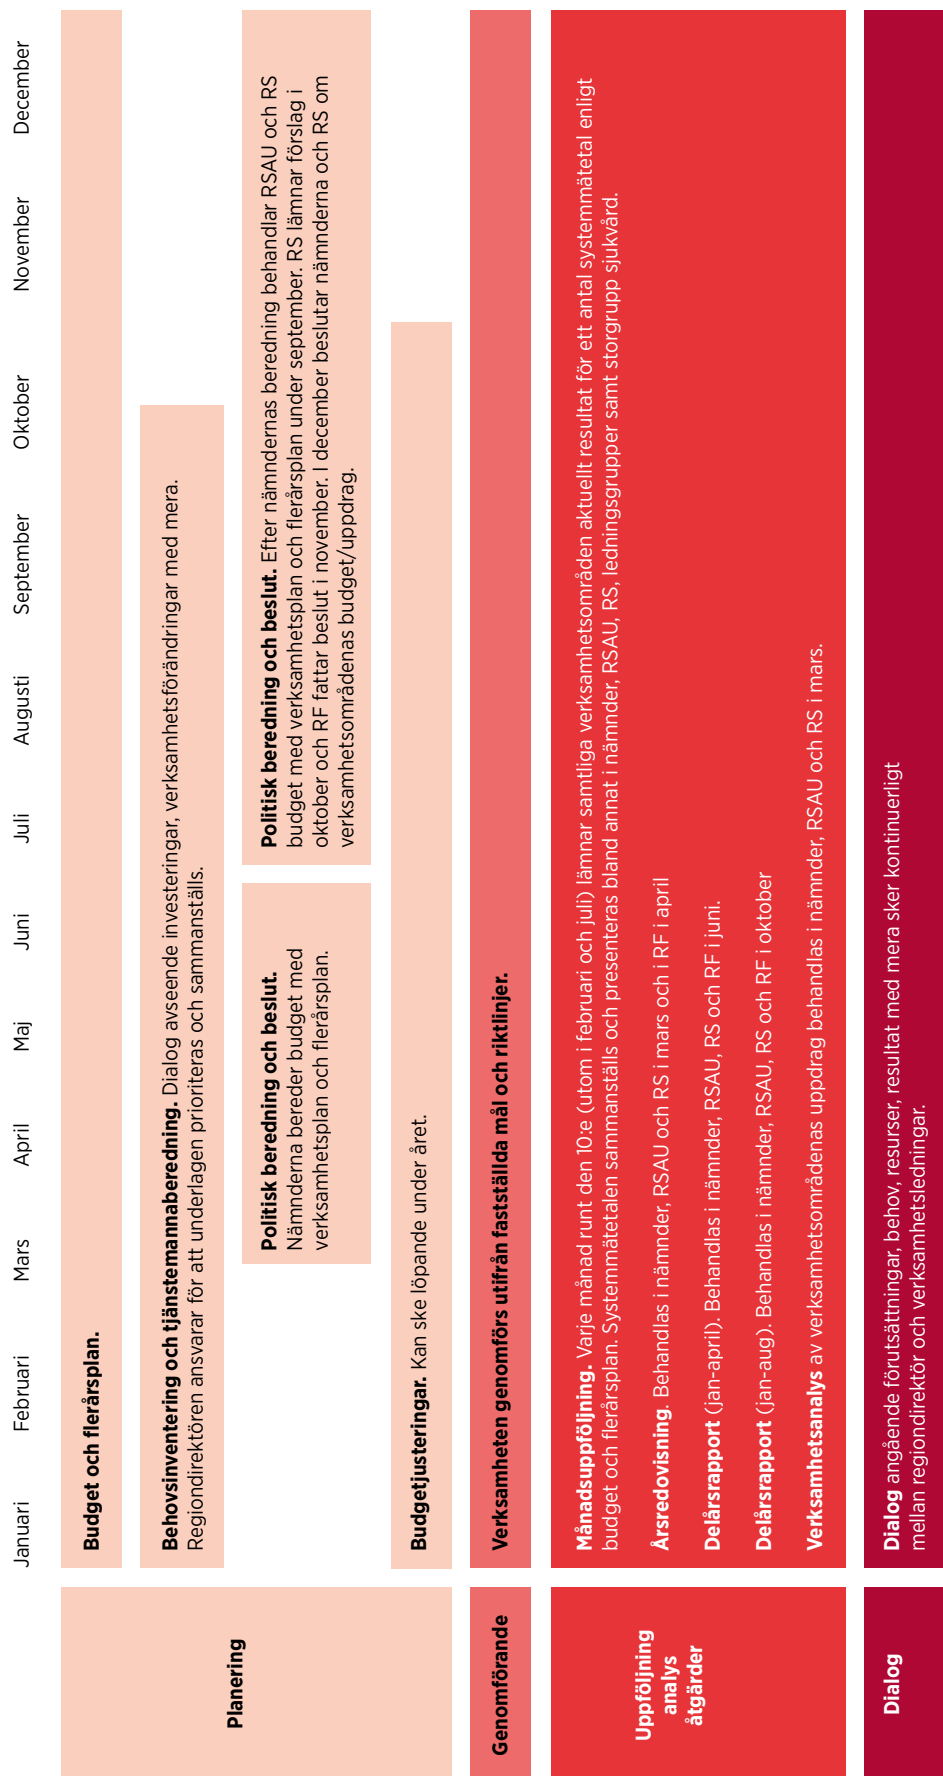 Januari Februari Mars April Maj Juni Juli Augusti September Oktober November December
Planering
Budget och flerårsplan.
Behovsinventering och tjänstemannaberedning. Dialog avseende investeringar, verksamhetsförändringar med mera.
Regiondirektören ansvarar för att underlagen prioriteras och sammanställs.
Politisk beredning och beslut.
Nämnderna bereder budget med
verksamhetsplan och flerårsplan.
Politisk beredning och beslut. Efter nämndernas beredning behandlar RSAU och RS
budget med verksamhetsplan och flerårsplan under september. RS lämnar förslag i
oktober och RF fattar beslut i november. I december beslutar nämnderna och RS om
verksamhetsområdenas budget/uppdrag.
Budgetjusteringar. Kan ske löpande under året.
Genomförande
Verksamheten genomförs utifrån fastställda mål och riktlinjer.
Uppföljning
analys
åtgärder
Månadsuppföljning. Varje månad runt den 10:e (utom i februari och juli) lämnar samtliga verksamhetsområden aktuellt resultat för ett antal systemmätetal enligt
budget och flerårsplan. Systemmätetalen sammanställs och presenteras bland annat i nämnder, RSAU, RS, ledningsgrupper samt storgrupp sjukvård.
Årsredovisning. Behandlas i nämnder, RSAU och RS i mars och i RF i april
Delårsrapport (jan-april). Behandlas i nämnder, RSAU, RS och RF i juni.
Delårsrapport (jan-aug). Behandlas i nämnder, RSAU, RS och RF i oktober
Verksamhetsanalys av verksamhetsområdenas uppdrag behandlas i nämnder, RSAU och RS i mars.
Dialog
Dialog angående förutsättningar, behov, resurser, resultat med mera sker kontinuerligt
mellan regiondirektör och verksamhetsledningar.